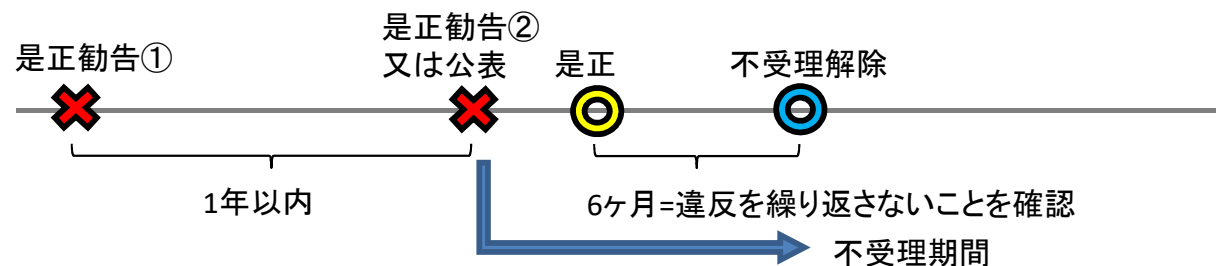 是正勧告①
是正勧告②
又は公表
是正
不受理解除
1年以内
6ヶ月=違反を繰り返さないことを確認
不受理期間